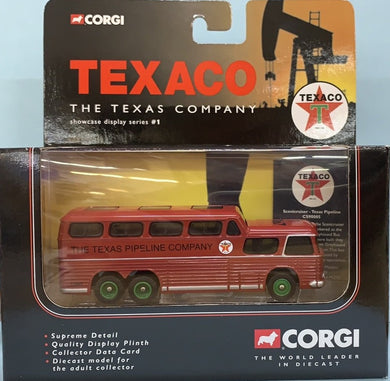 CORGI
TEXACO
THE TEXAS COMPANY
showcase display series #1
TEXACO
T
TEXACO
T
Scenicruiser - Texas Pipeline
CS90005
THE TEXAS PIPELINE COMPANY
• Supreme Detail
• Quality Display Plinth
• Collector Data Card
• Diecast model for
the adult collector
CORGI
THE WORLD LEADER
IN DIECAST